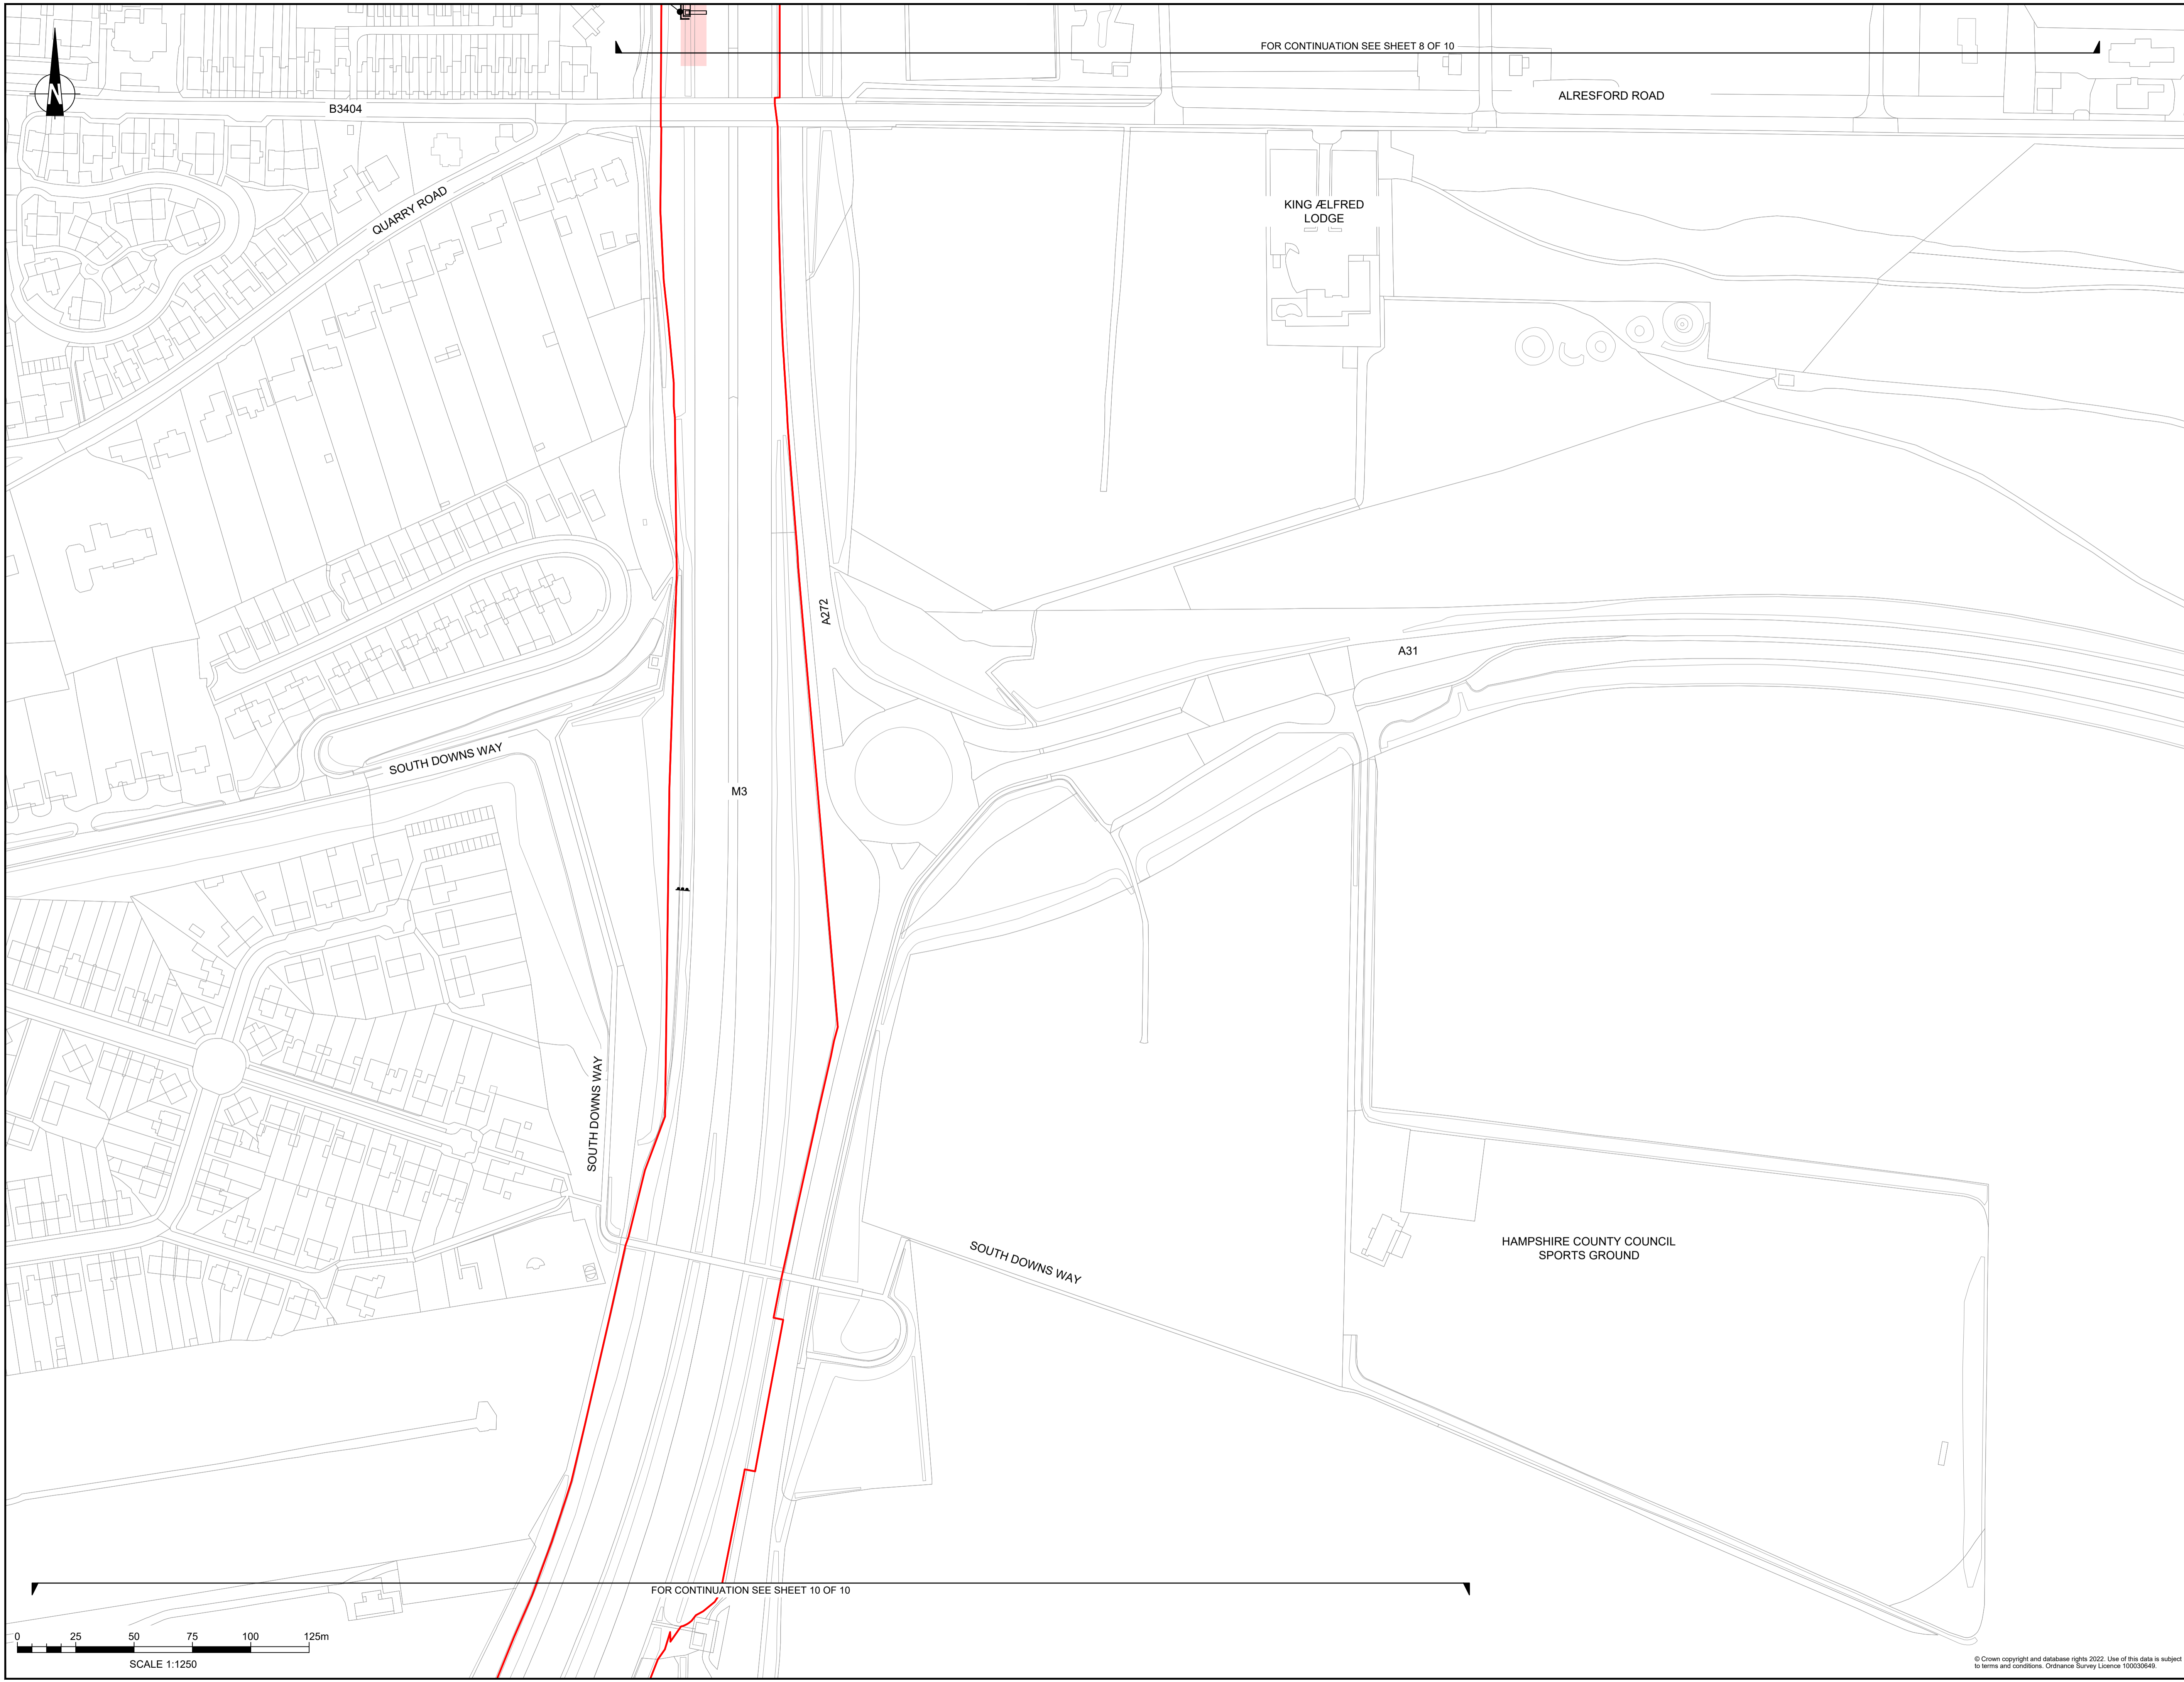 FOR CONTINUATION SEE SHEET 8 OF 10
N
B3404
ALRESFORD ROAD
QUARRY ROAD
KING ÆLFRED
LODGE
A272
A31
SOUTH DOWNS WAY
M3
SOUTH DOWNS WAY
SOUTH DOWNS WAY
HAMPSHIRE COUNTY COUNCIL
SPORTS GROUND
FOR CONTINUATION SEE SHEET 10 OF 10
0 25 50 75 100 125m
SCALE 1:1250
© Crown copyright and database rights 2022. Use of this data is subject
to terms and conditions. Ordnance Survey Licence 100030649.